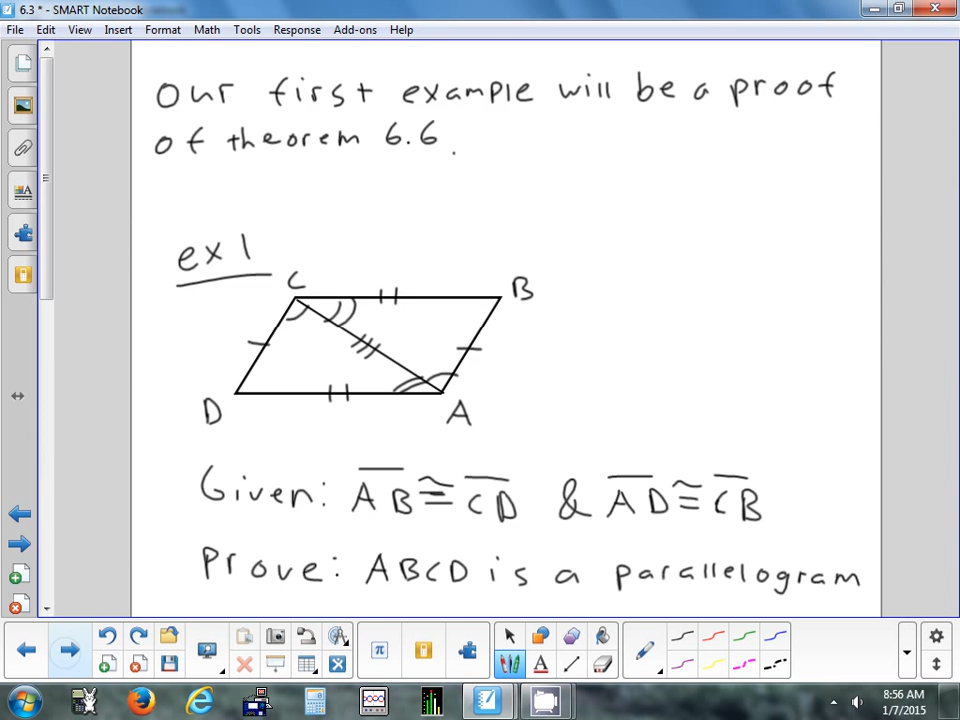 6.3 * - SMART Notebook
File Edit View Insert Format Math Tools Response Add-ons Help
Our first example will be a proof
of theorem 6.6.
ex 1
C
B
D
A
Given: AB ≅ CD & AD ≅ CB
Prove: ABCD is a parallelogram
π
A
8:56 AM
1/7/2015